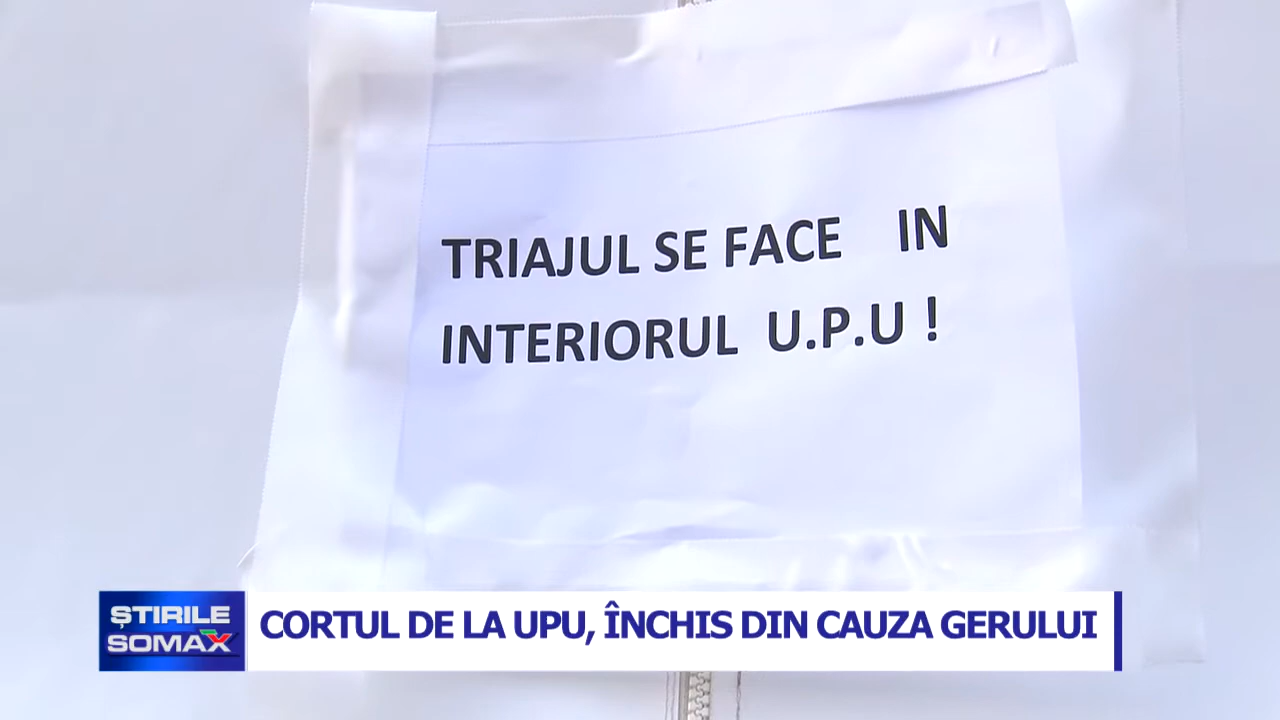 TRIAJUL SE FACE IN
INTERIORUL U.P.U !
ȘTIRILE
SOMAX
CORTUL DE LA UPU, ÎNCHIS DIN CAUZA GERULUI